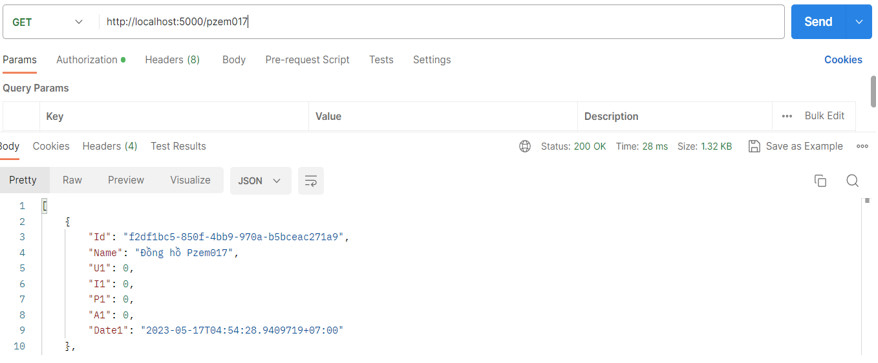 GET http://localhost:5000/pzem017 Send
Params Authorization Headers (8) Body Pre-request Script Tests Settings Cookies
Query Params
Key Value Description Bulk Edit
Body Cookies Headers (4) Test Results Status: 200 OK Time: 28 ms Size: 1.32 KB Save as Example
Pretty Raw Preview Visualize JSON
1 [
2 {
3 "Id": "f2df1bc5-850f-4bb9-970a-b5bceac271a9",
4 "Name": "Đồng hồ Pzem017",
5 "U1": 0,
6 "I1": 0,
7 "P1": 0,
8 "A1": 0,
9 "Date1": "2023-05-17T04:54:28.9409719+07:00"
10 },